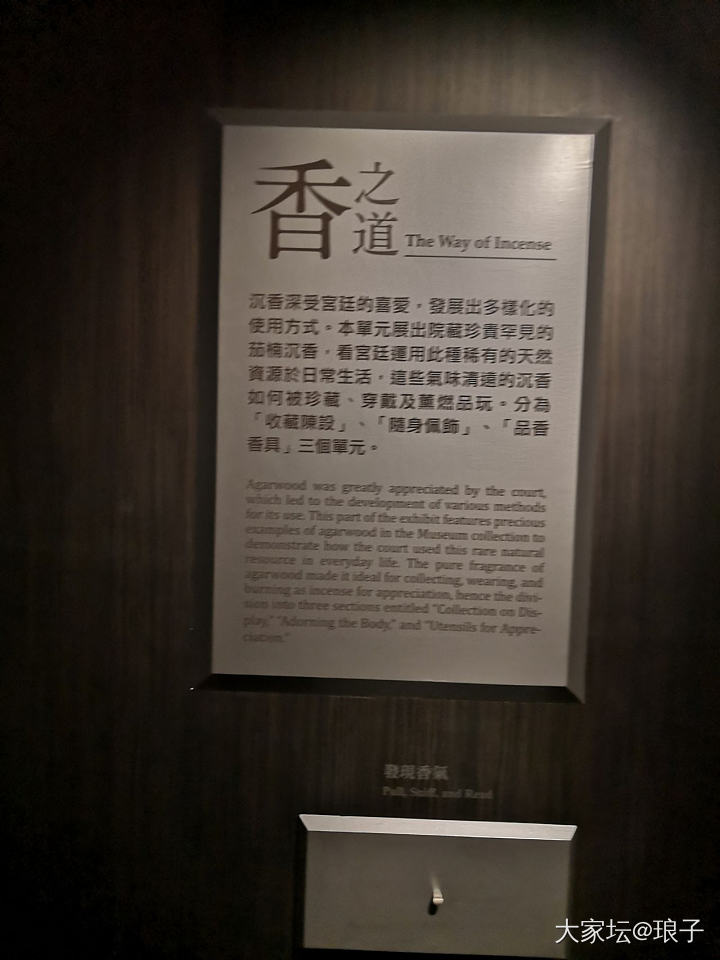 香之道
The Way of Incense
沉香深受宮廷的喜愛，發展出多樣化的
使用方式。本單元展出院藏珍貴罕見的
茄楠沉香，看宮廷運用此種稀有的天然
資源於日常生活，這些氣味清遠的沉香
如何被珍藏、穿戴及薰燃品玩。分為
「收藏陳設」、「隨身佩飾」、「品香
香具」三個單元。
Agarwood was greatly appreciated by the court,
which led to the development of various methods
for its use. This part of the exhibit features precious
examples of agarwood in the Museum collection to
demonstrate how the court used this rare natural
resource in everyday life. The pure fragrance of
agarwood made it ideal for collecting, wearing, and
burning as incense for appreciation, hence the divi-
sion into three sections entitled "Collection on Dis-
play," "Adorning the Body," and "Utensils for Appre-
ciation."
發現香氣
Pull, Sniff, and Read
大家坛@琅子